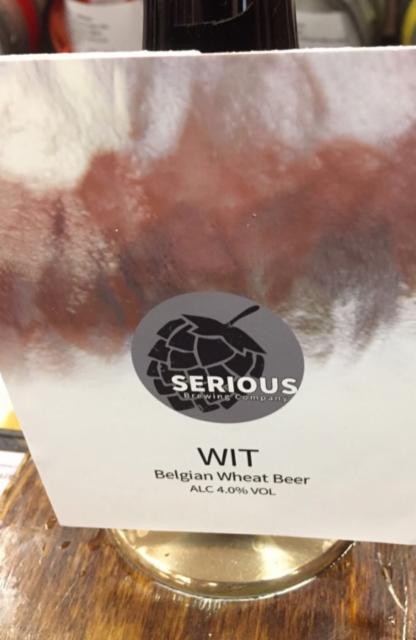 SERIOUS
Brewing Company
WIT
Belgian Wheat Beer
ALC 4.0% VOL